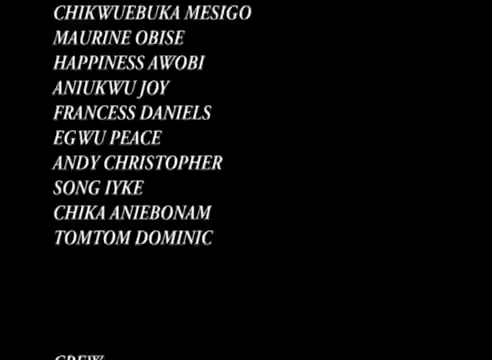 CHIKWUEBUKA MESIGO
MAURINE OBISE
HAPPINESS AWOBI
ANIUKWU JOY
FRANCESS DANIELS
EGWU PEACE
ANDY CHRISTOPHER
SONG IYKE
CHIKA ANIEBONAM
TOMTOM DOMINIC
CREW